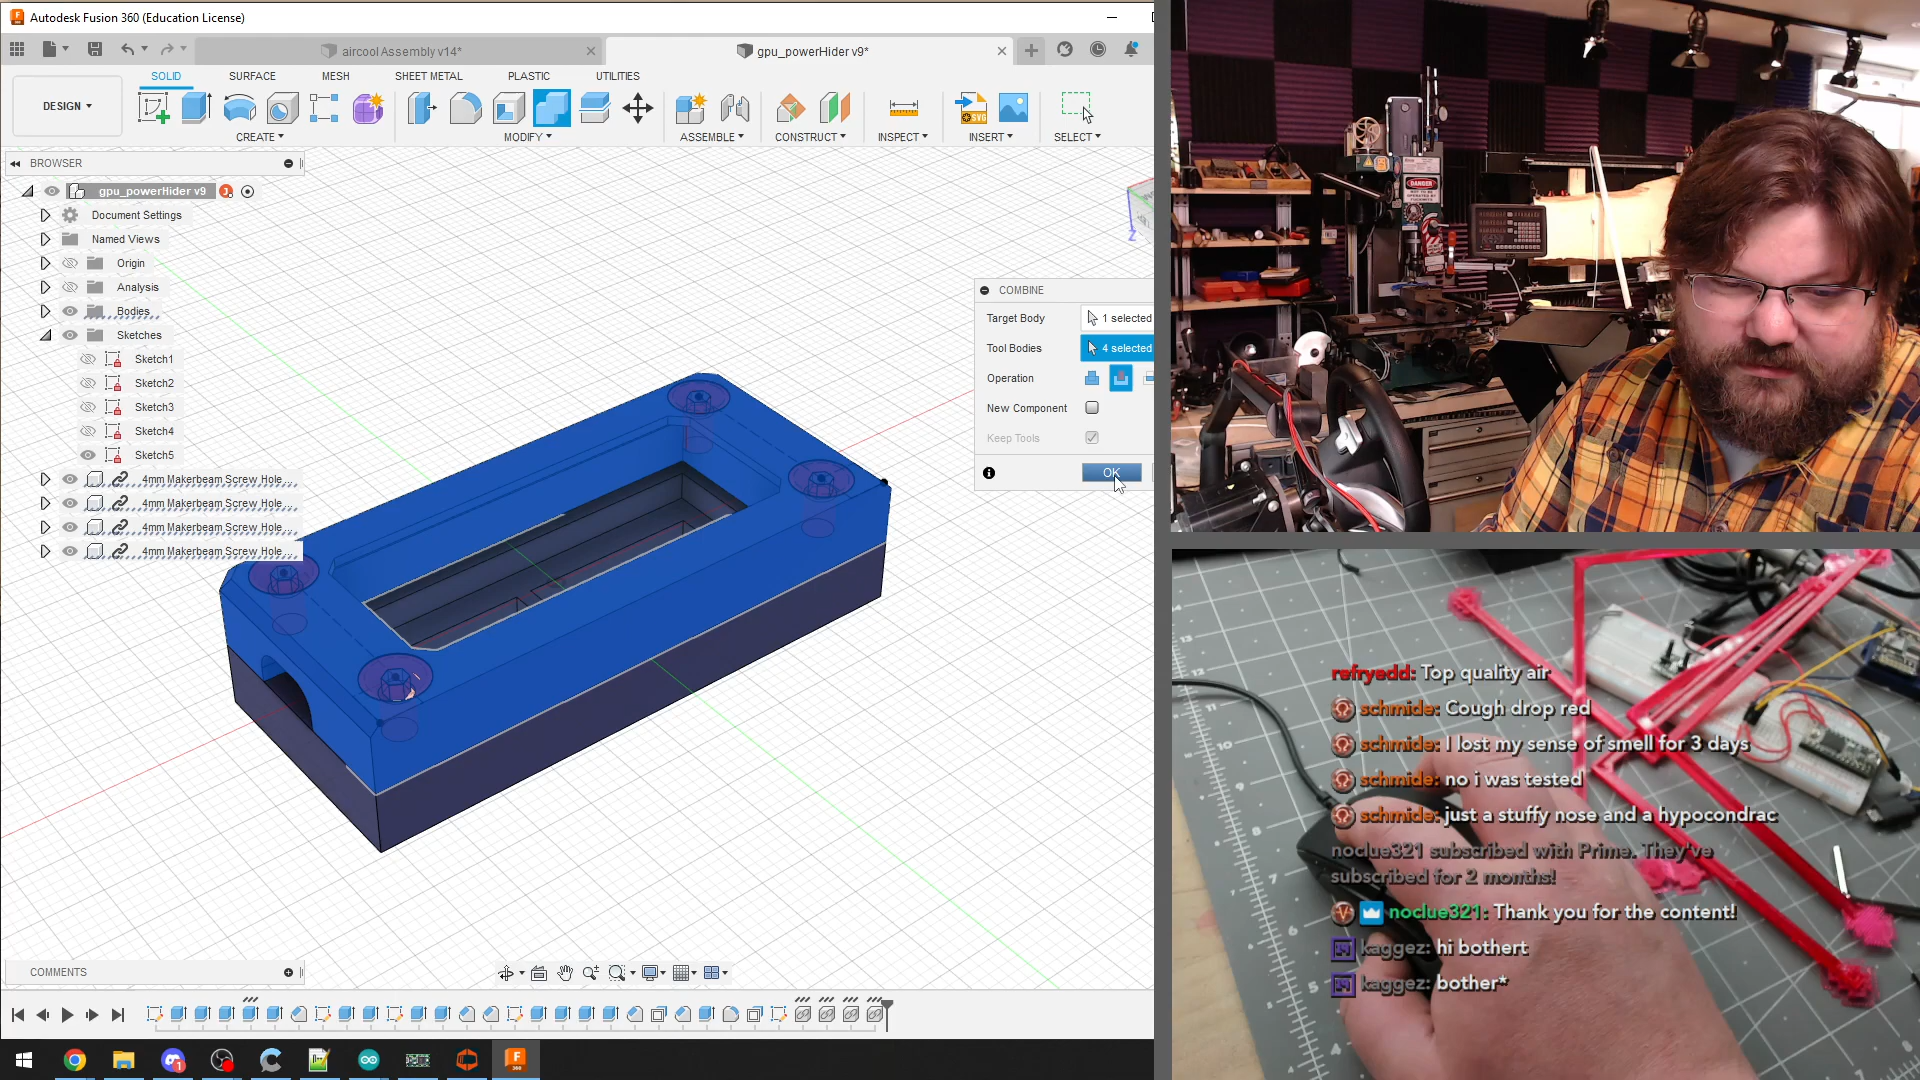 Autodesk Fusion 360 (Education License)
aircool Assembly v14*
gpu_powerHider v9*
DESIGN
SOLID
SURFACE
MESH
SHEET METAL
PLASTIC
UTILITIES
CREATE
MODIFY
ASSEMBLE
CONSTRUCT
INSPECT
INSERT
SELECT
BROWSER
gpu_powerHider v9
Document Settings
Named Views
Origin
Analysis
Bodies
Sketches
Sketch1
Sketch2
Sketch3
Sketch4
Sketch5
4mm Makerbeam Screw Hole...
4mm Makerbeam Screw Hole...
4mm Makerbeam Screw Hole...
4mm Makerbeam Screw Hole...
Z
COMBINE
Target Body
1 selected
Tool Bodies
4 selected
Operation
New Component
Keep Tools
OK
COMMENTS
DANGER
refryedd: Top quality air
schmide: Cough drop red
schmide: I lost my sense of smell for 3 days
schmide: no i was tested
schmide: just a stuffy nose and a hypocondrac
noclue321 subscribed with Prime. They've
subscribed for 2 months!
noclue321: Thank you for the content!
kaggez: hi bothert
kaggez: bother*